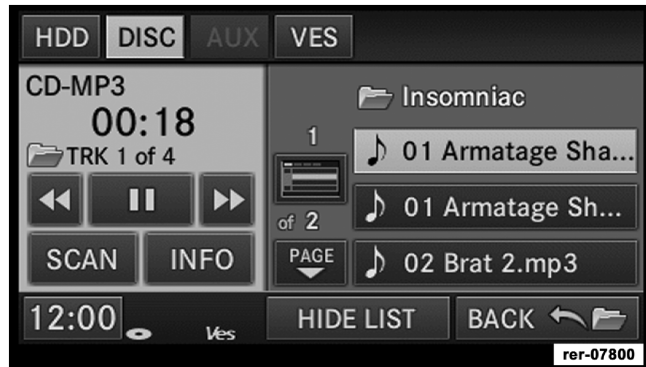 HDD DISC AUX VES
CD-MP3
00:18
TRK 1 of 4
SCAN INFO
1
of 2
PAGE
Insomniac
01 Armatage Sha...
01 Armatage Sh...
02 Brat 2.mp3
12:00 Ves HIDE LIST BACK
rer-07800